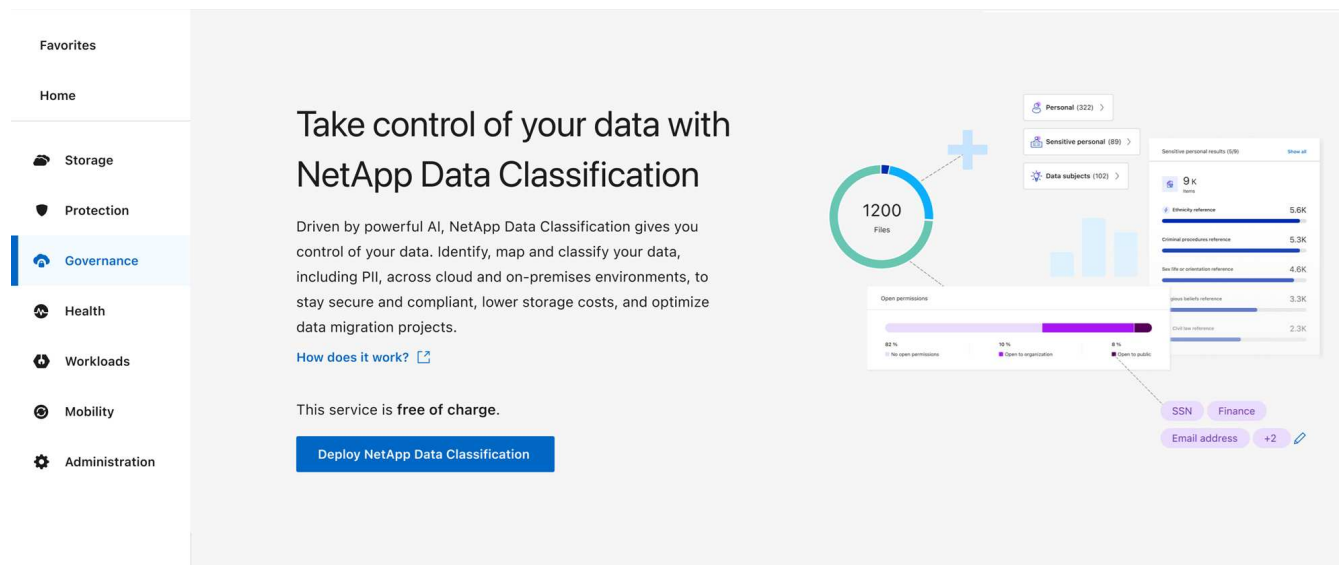 Favorites
Home
Storage
Protection
Governance
Health
Workloads
Mobility
Administration
Take control of your data with
NetApp Data Classification
Driven by powerful AI, NetApp Data Classification gives you
control of your data. Identify, map and classify your data,
including PII, across cloud and on-premises environments, to
stay secure and compliant, lower storage costs, and optimize
data migration projects.
How does it work?
This service is free of charge.
Deploy NetApp Data Classification
Personal (322) >
Sensitive personal (89) >
Data subjects (102) >
1200
Files
Sensitive personal results (5/9) Show all
9 K
items
Ethnicity reference 5.6K
Criminal procedures reference 5.3K
Sex life or orientation reference 4.6K
beliefs reference 3.3K
Civil law reference 2.3K
Open permissions
82 % 10 % 8 %
No open permissions Open to organization Open to public
SSN Finance
Email address +2